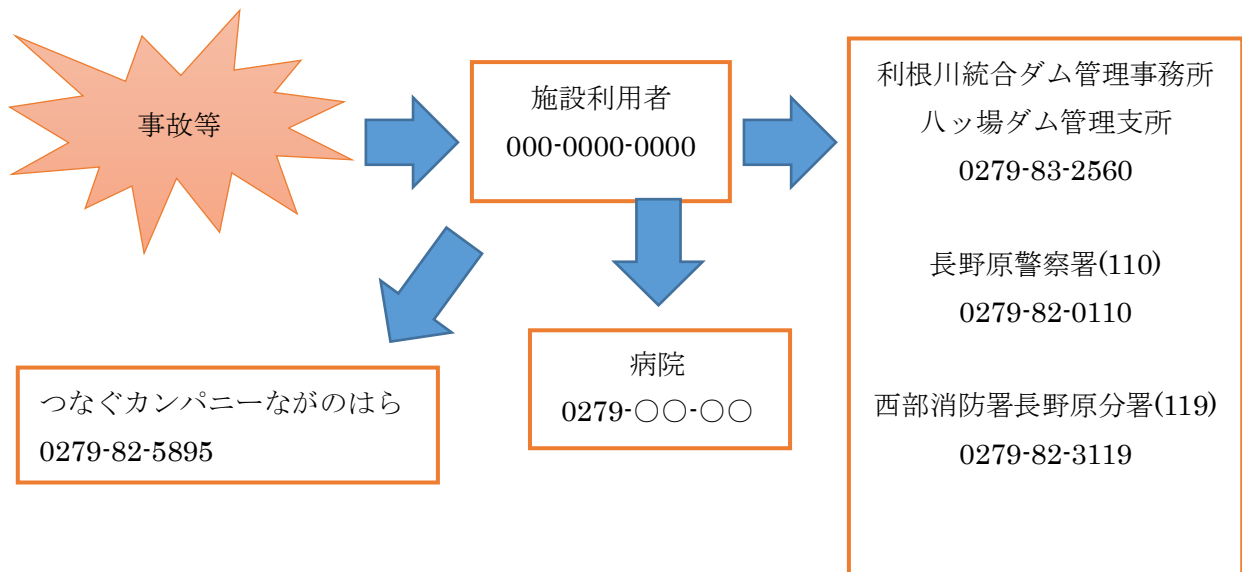 事故等
施設利用者
000-0000-0000
利根川統合ダム管理事務所
八ッ場ダム管理支所
0279-83-2560
長野原警察署(110)
0279-82-0110
西部消防署長野原分署(119)
0279-82-3119
病院
0279-〇〇-〇〇
つなぐカンパニーながのはら
0279-82-5895